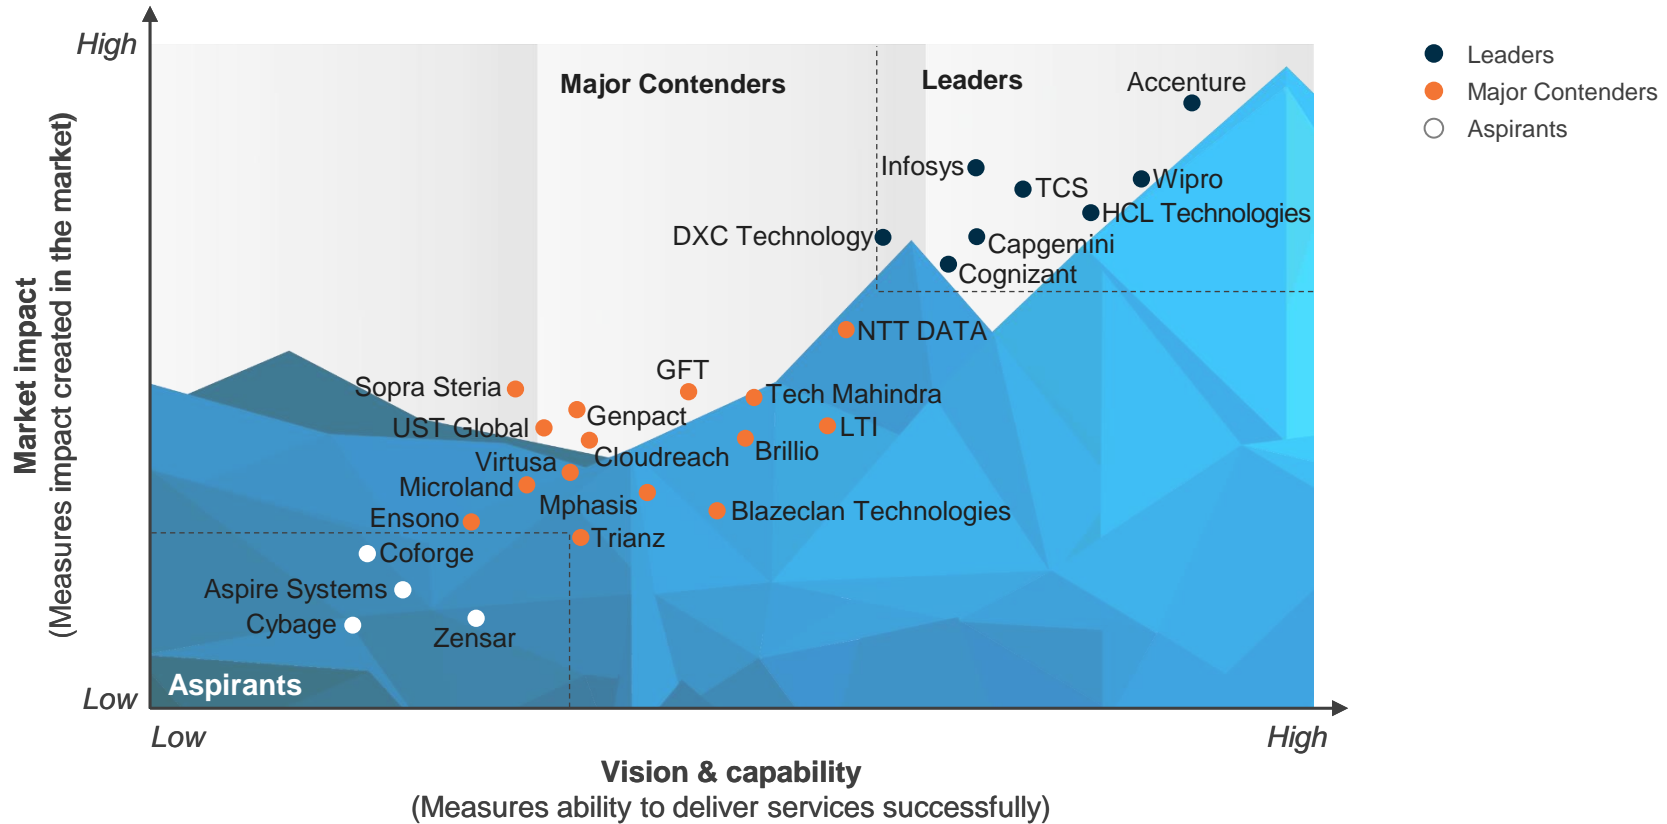 High
Major Contenders
Leaders
Accenture
Leaders
Major Contenders
Aspirants
Infosys
TCS
Wipro
HCL Technologies
DXC Technology
Capgemini
Cognizant
NTT DATA
GFT
Sopra Steria
Tech Mahindra
Genpact
UST Global
LTI
Cloudreach
Brillio
Virtusa
Microland
Mphasis
Blazeclan Technologies
Ensono
Trianz
Coforge
Aspire Systems
Cybage
Zensar
Aspirants
Low
Low
High
Market impact
(Measures impact created in the market)
Vision & capability
(Measures ability to deliver services successfully)